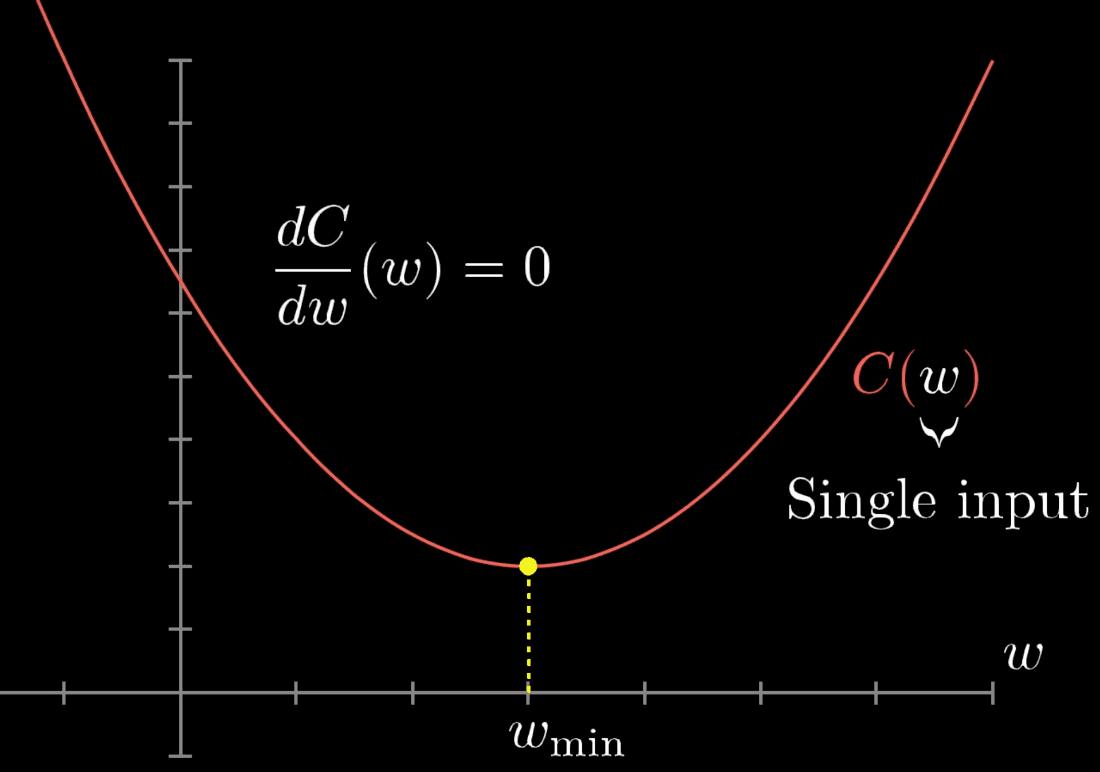 dC/dw (w) = 0
C(w)
Single input
w
w_min